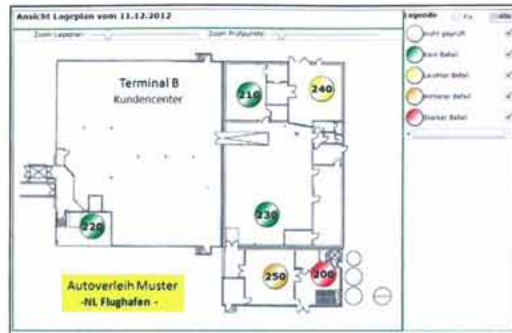 Ansicht Lageplan vom 11.12.2012
Zoom Lageplan:
Zoom Prüfpunkte:
Legende
Alle
nicht geprüft
Kein Befall
Leichter Befall
Mittlerer Befall
Starker Befall
Terminal B
Kundencenter
210
240
230
220
250
200
Autoverleih Muster
-NL Flughafen -